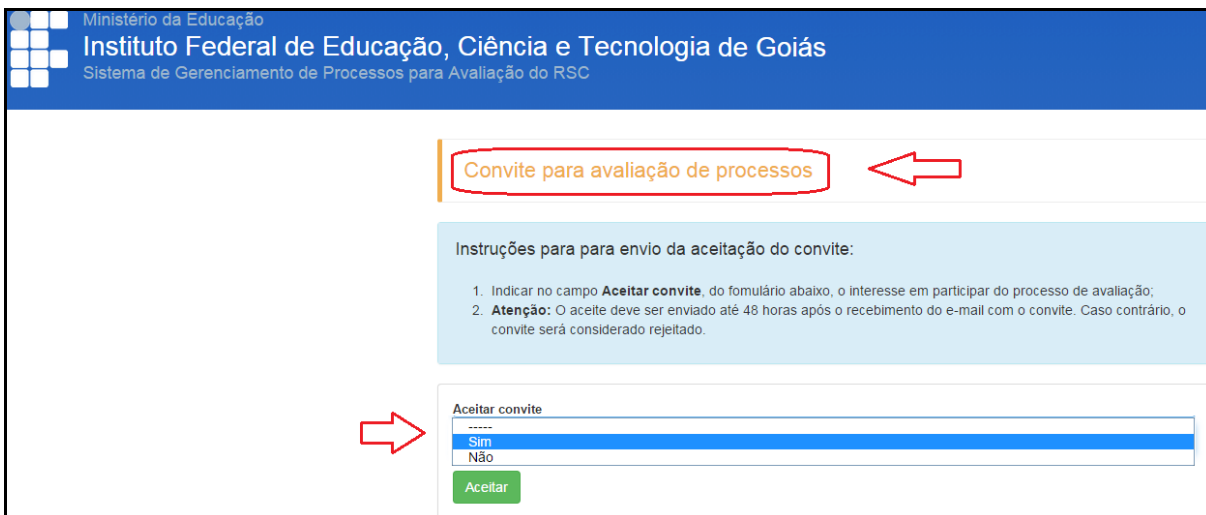 Ministério da Educação
Instituto Federal de Educação, Ciência e Tecnologia de Goiás
Sistema de Gerenciamento de Processos para Avaliação do RSC
Convite para avaliação de processos
Instruções para para envio da aceitação do convite:
1. Indicar no campo Aceitar convite, do fomulário abaixo, o interesse em participar do processo de avaliação;
2. Atenção: O aceite deve ser enviado até 48 horas após o recebimento do e-mail com o convite. Caso contrário, o
convite será considerado rejeitado.
Aceitar convite
-----
Sim
Não
Aceitar